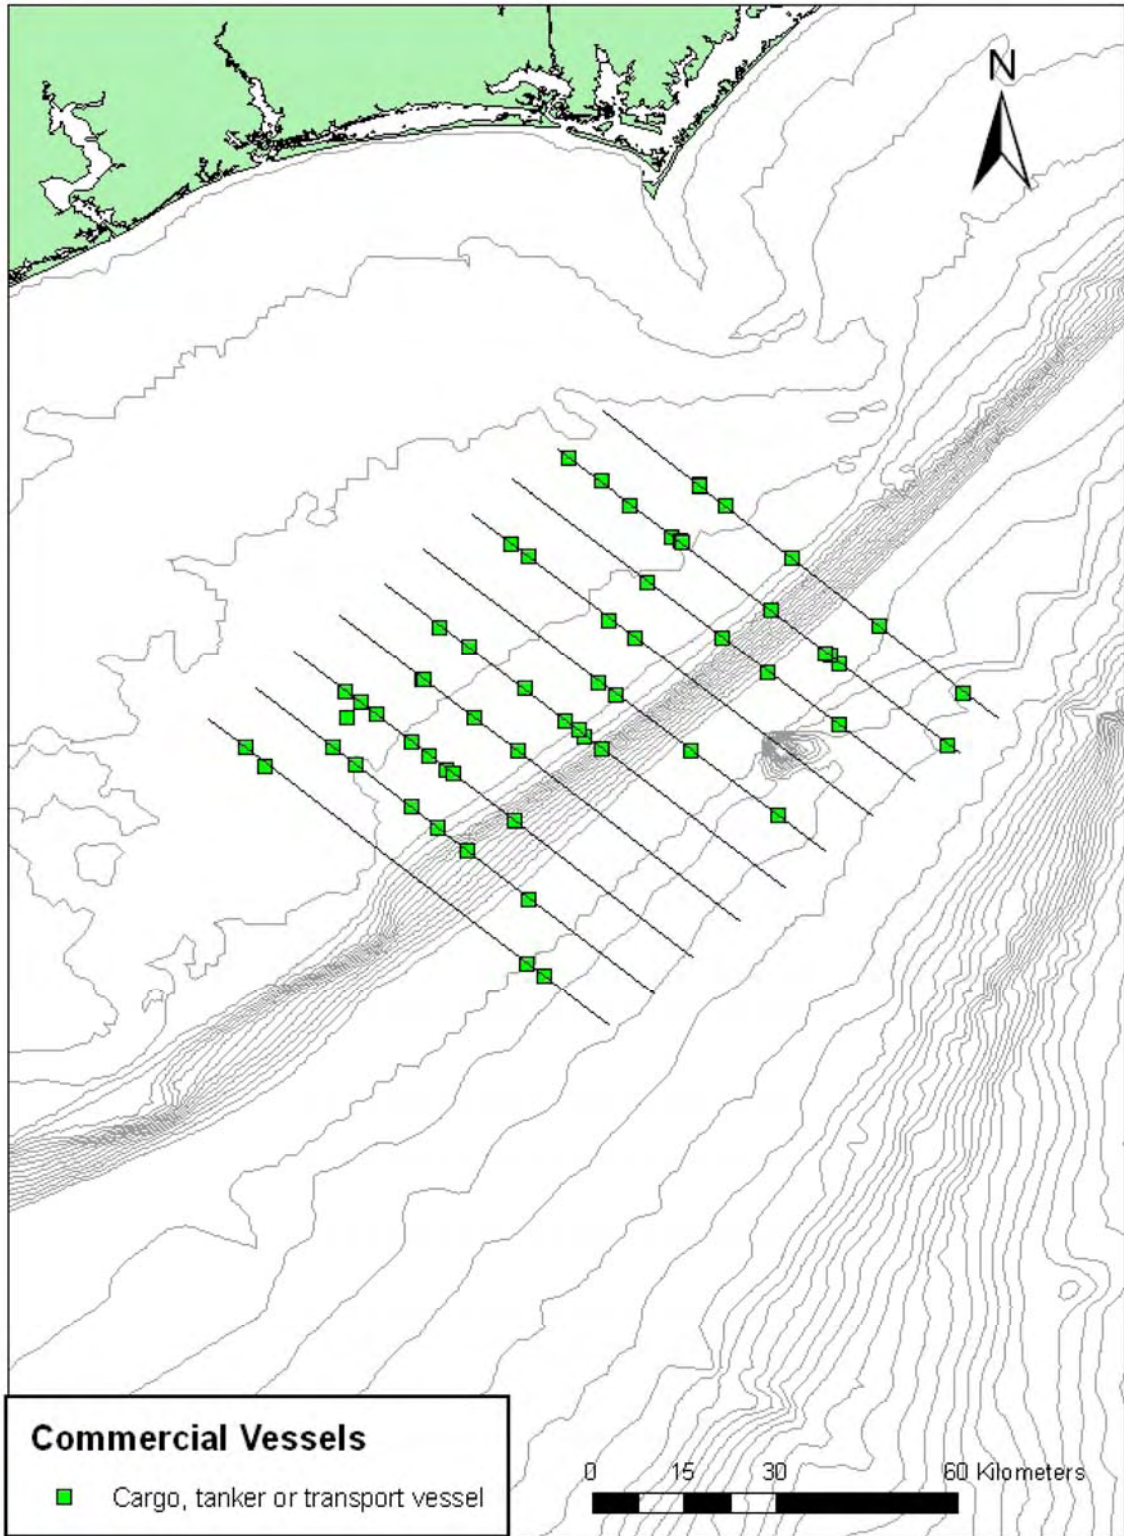 N
Commercial Vessels
Cargo, tanker or transport vessel
0 15 30 60 Kilometers